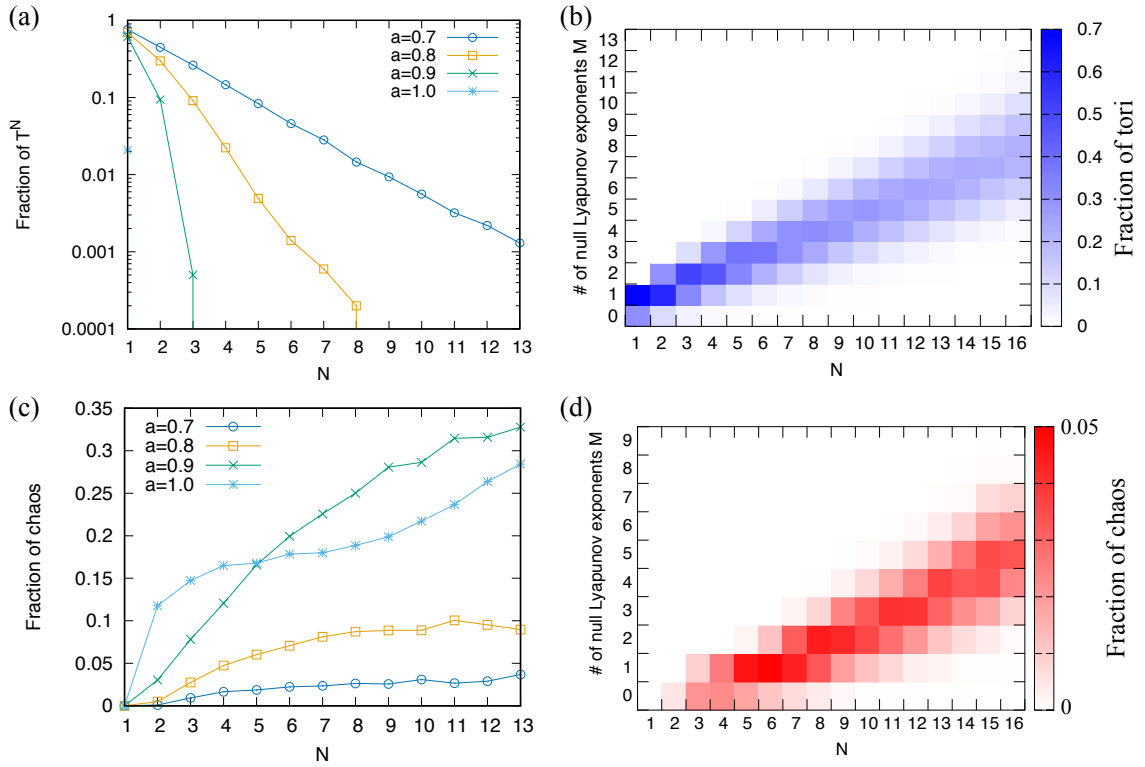 (a)
Fraction of T^N
1
0.1
0.01
0.001
0.0001
a=0.7
a=0.8
a=0.9
a=1.0
1 2 3 4 5 6 7 8 9 10 11 12 13
N
(b)
# of null Lyapunov exponents M
13
12
11
10
9
8
7
6
5
4
3
2
1
0
1 2 3 4 5 6 7 8 9 10 11 12 13 14 15 16
N
0.7
0.6
0.5
0.4
0.3
0.2
0.1
0
Fraction of tori
(c)
Fraction of chaos
0.35
0.3
0.25
0.2
0.15
0.1
0.05
0
a=0.7
a=0.8
a=0.9
a=1.0
1 2 3 4 5 6 7 8 9 10 11 12 13
N
(d)
# of null Lyapunov exponents M
9
8
7
6
5
4
3
2
1
0
1 2 3 4 5 6 7 8 9 10 11 12 13 14 15 16
N
0.05
0
Fraction of chaos